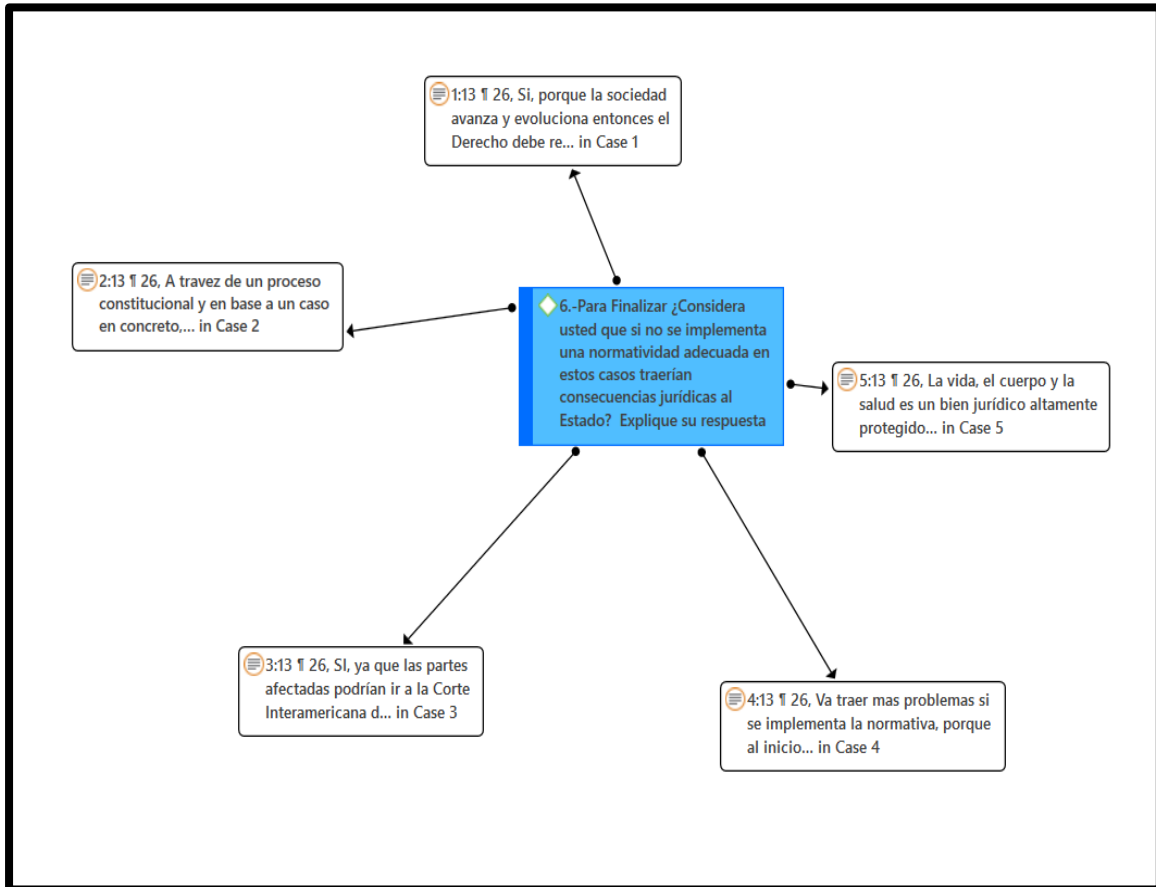 1:13 ¶ 26, Si, porque la sociedad
avanza y evoluciona entonces el
Derecho debe re... in Case 1
2:13 ¶ 26, A travez de un proceso
constitucional y en base a un caso
en concreto,... in Case 2
6.-Para Finalizar ¿Considera
usted que si no se implementa
una normatividad adecuada en
estos casos traerían
consecuencias jurídicas al
Estado?  Explique su respuesta
5:13 ¶ 26, La vida, el cuerpo y la
salud es un bien jurídico altamente
protegido... in Case 5
3:13 ¶ 26, SI, ya que las partes
afectadas podrían ir a la Corte
Interamericana d... in Case 3
4:13 ¶ 26, Va traer mas problemas si
se implementa la normativa, porque
al inicio... in Case 4